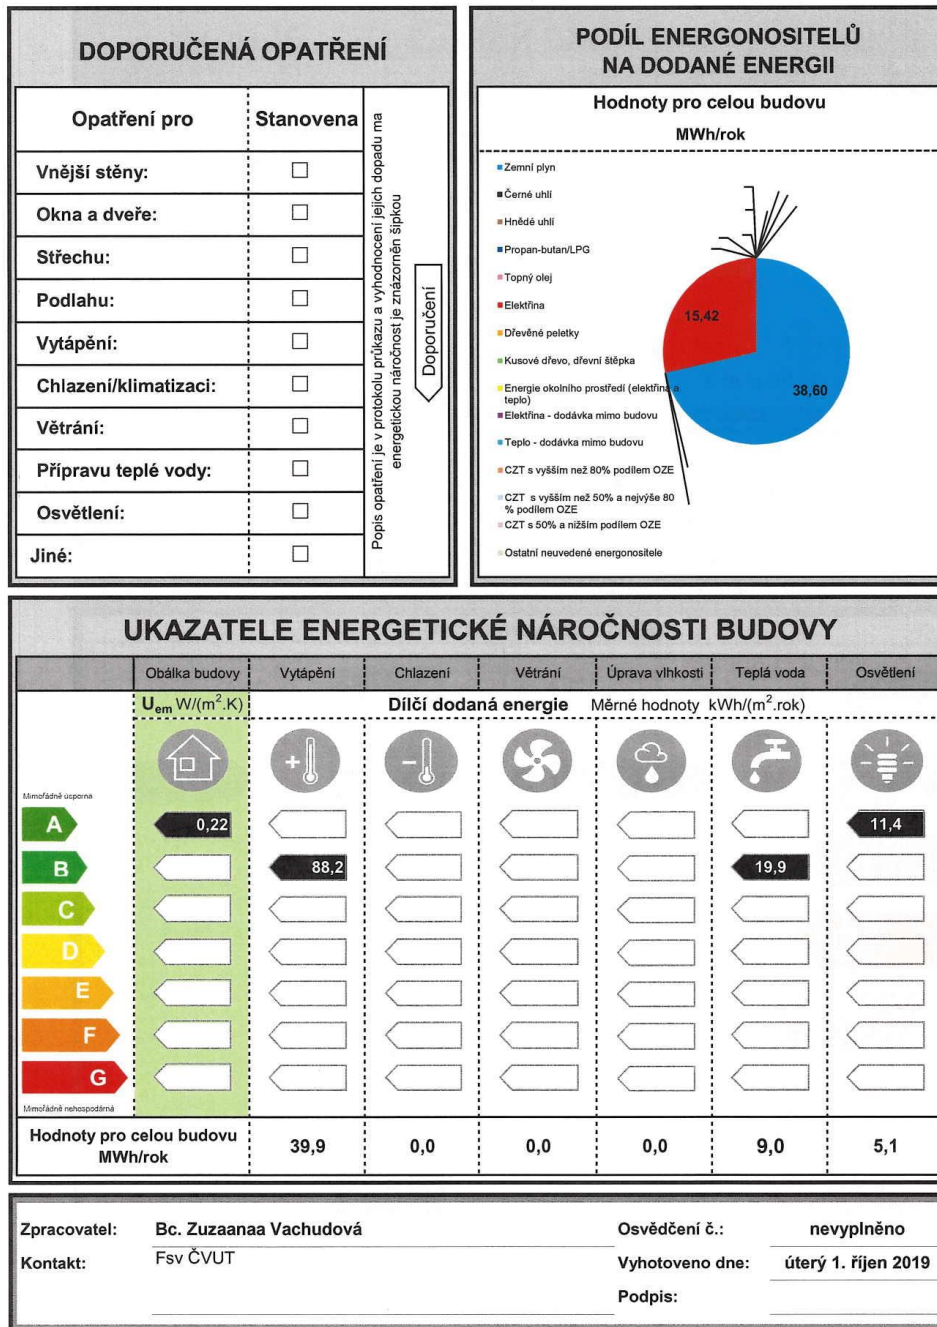 DOPORUČENÁ OPATŘENÍ
Opatření pro
Stanovena
Vnější stěny:
Okna a dveře:
Střechu:
Podlahu:
Vytápění:
Chlazení/klimatizaci:
Větrání:
Přípravu teplé vody:
Osvětlení:
Jiné:
Popis opatření je v protokolu průkazu a vyhodnocení jejich dopadu ma
energetickou náročnost je znázorněn šipkou
Doporučení
PODÍL ENERGONOSITELŮ
NA DODANÉ ENERGII
Hodnoty pro celou budovu
MWh/rok
Zemní plyn
Černé uhlí
Hnědé uhlí
Propan-butan/LPG
Topný olej
Elektřina
Dřevěné peletky
Kusové dřevo, dřevní štěpka
Energie okolního prostředí (elektřina a
teplo)
Elektřina - dodávka mimo budovu
Teplo - dodávka mimo budovu
CZT s vyšším než 80% podílem OZE
CZT s vyšším než 50% a nejvýše 80
% podílem OZE
CZT s 50% a nižším podílem OZE
Ostatní neuvedené energonositele
15,42
38,60
UKAZATELE ENERGETICKÉ NÁROČNOSTI BUDOVY
Obálka budovy Vytápění Chlazení Větrání Úprava vlhkosti Teplá voda Osvětlení
Uem W/(m².K) Dílčí dodaná energie Měrné hodnoty kWh/(m².rok)
Mimořádně úsporna
A 0,22 11,4
B 88,2 19,9
C
D
E
F
G
Mimořádně nehospodárná
Hodnoty pro celou budovu
MWh/rok
39,9 0,0 0,0 0,0 9,0 5,1
Zpracovatel: Bc. Zuzaanaa Vachudová Osvědčení č.: nevyplněno
Kontakt: Fsv ČVUT Vyhotoveno dne: úterý 1. říjen 2019
Podpis: